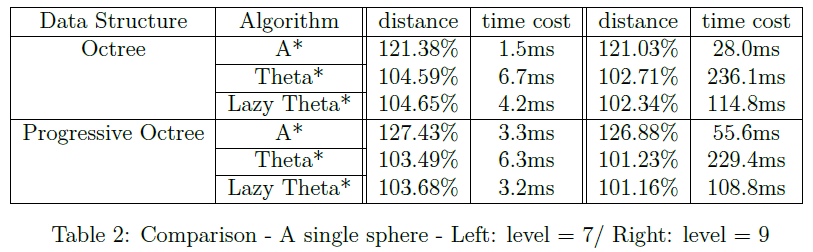 Data Structure Algorithm distance time cost distance time cost
Octree A* 121.38% 1.5ms 121.03% 28.0ms
Theta* 104.59% 6.7ms 102.71% 236.1ms
Lazy Theta* 104.65% 4.2ms 102.34% 114.8ms
Progressive Octree A* 127.43% 3.3ms 126.88% 55.6ms
Theta* 103.49% 6.3ms 101.23% 229.4ms
Lazy Theta* 103.68% 3.2ms 101.16% 108.8ms
Table 2: Comparison - A single sphere - Left: level = 7/ Right: level = 9